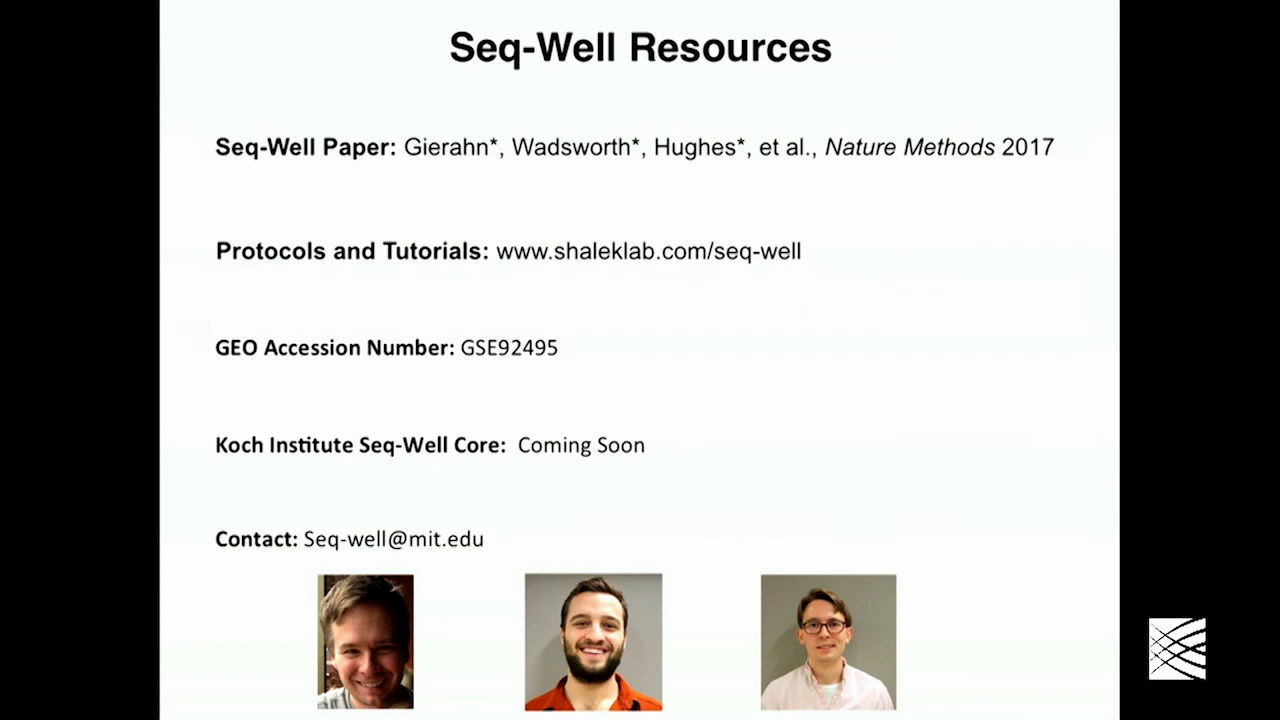 Seq-Well Resources
Seq-Well Paper: Gierahn*, Wadsworth*, Hughes*, et al., Nature Methods 2017
Protocols and Tutorials: www.shaleklab.com/seq-well
GEO Accession Number: GSE92495
Koch Institute Seq-Well Core: Coming Soon
Contact: Seq-well@mit.edu